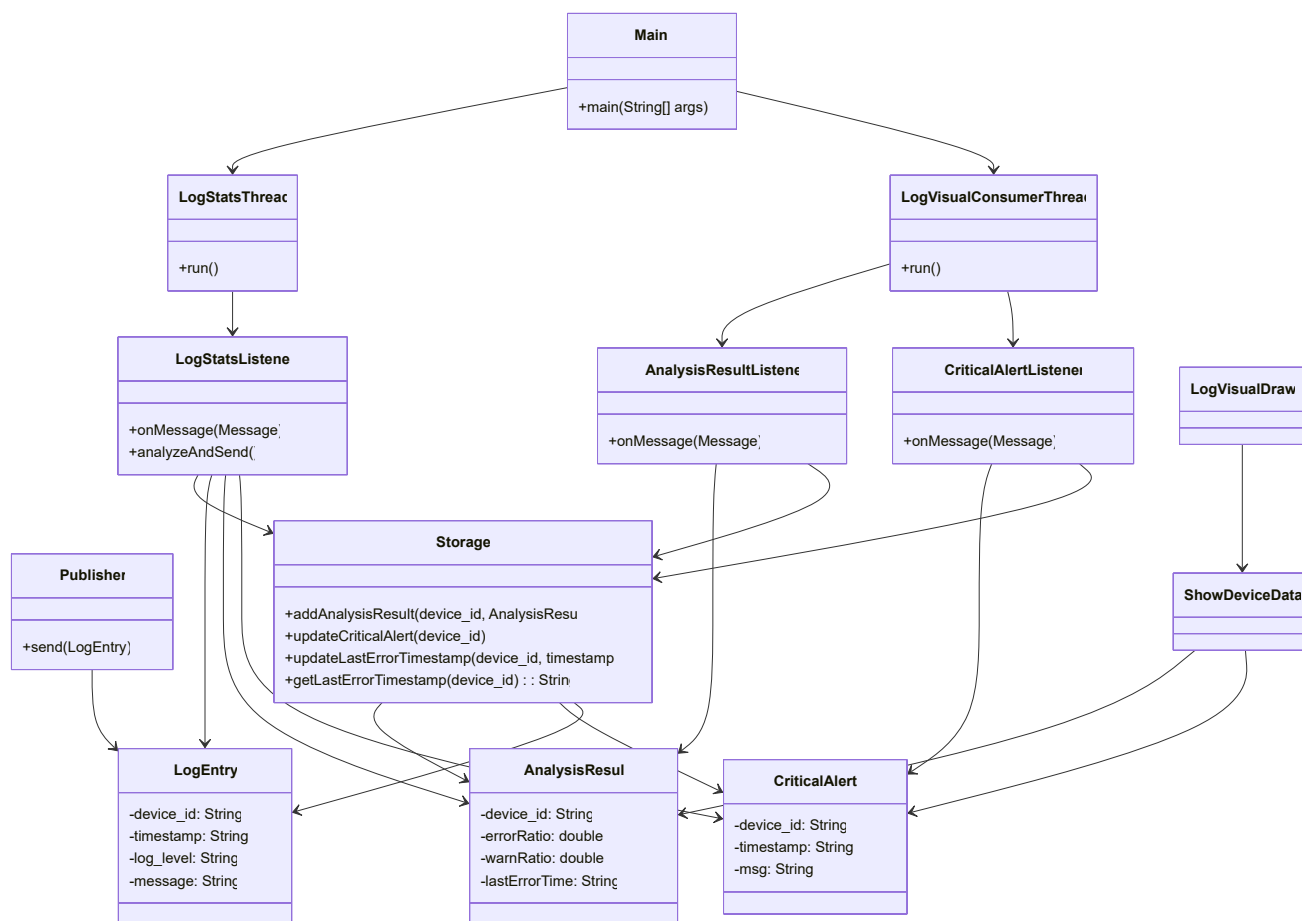 Main
+main(String[] args)
LogStatsThread
+run()
LogVisualConsumerThread
+run()
LogStatsListene
+onMessage(Message)
+analyzeAndSend(
AnalysisResultListene
+onMessage(Message)
CriticalAlertListener
+onMessage(Message)
LogVisualDraw
Storage
+addAnalysisResult(device_id, AnalysisResu
+updateCriticalAlert(device_id)
+updateLastErrorTimestamp(device_id, timestamp
+getLastErrorTimestamp(device_id) : : Strin
Publisher
+send(LogEntry)
ShowDeviceData
LogEntry
-device_id: String
-timestamp: String
-log_level: String
-message: String
AnalysisResul
-device_id: String
-errorRatio: double
-warnRatio: double
-lastErrorTime: String
CriticalAlert
-device_id: String
-timestamp: String
-msg: String